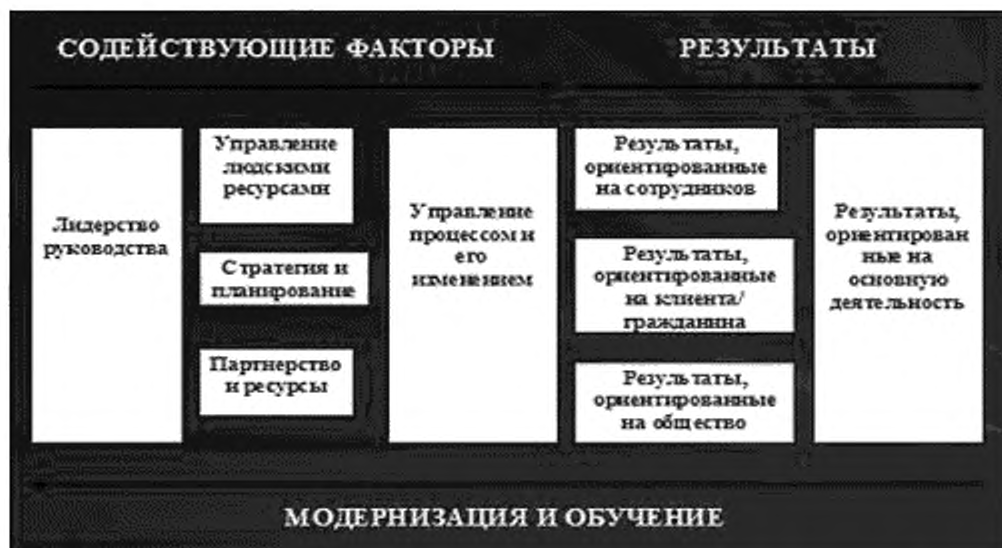 СОДЕЙСТВУЮЩИЕ ФАКТОРЫ
РЕЗУЛЬТАТЫ
Лидерство
руководства
Управление
людскими
ресурсами
Стратегия и
планирование
Партнерство
и ресурсы
Управление
процессом и
его
изменением
Результаты,
ориентированные
на сотрудников
Результаты,
ориентированные
на клиента/
гражданина
Результаты,
ориентированные
на общество
Результаты,
ориентирован
ные на
основную
деятельность
МОДЕРНИЗАЦИЯ И ОБУЧЕНИЕ